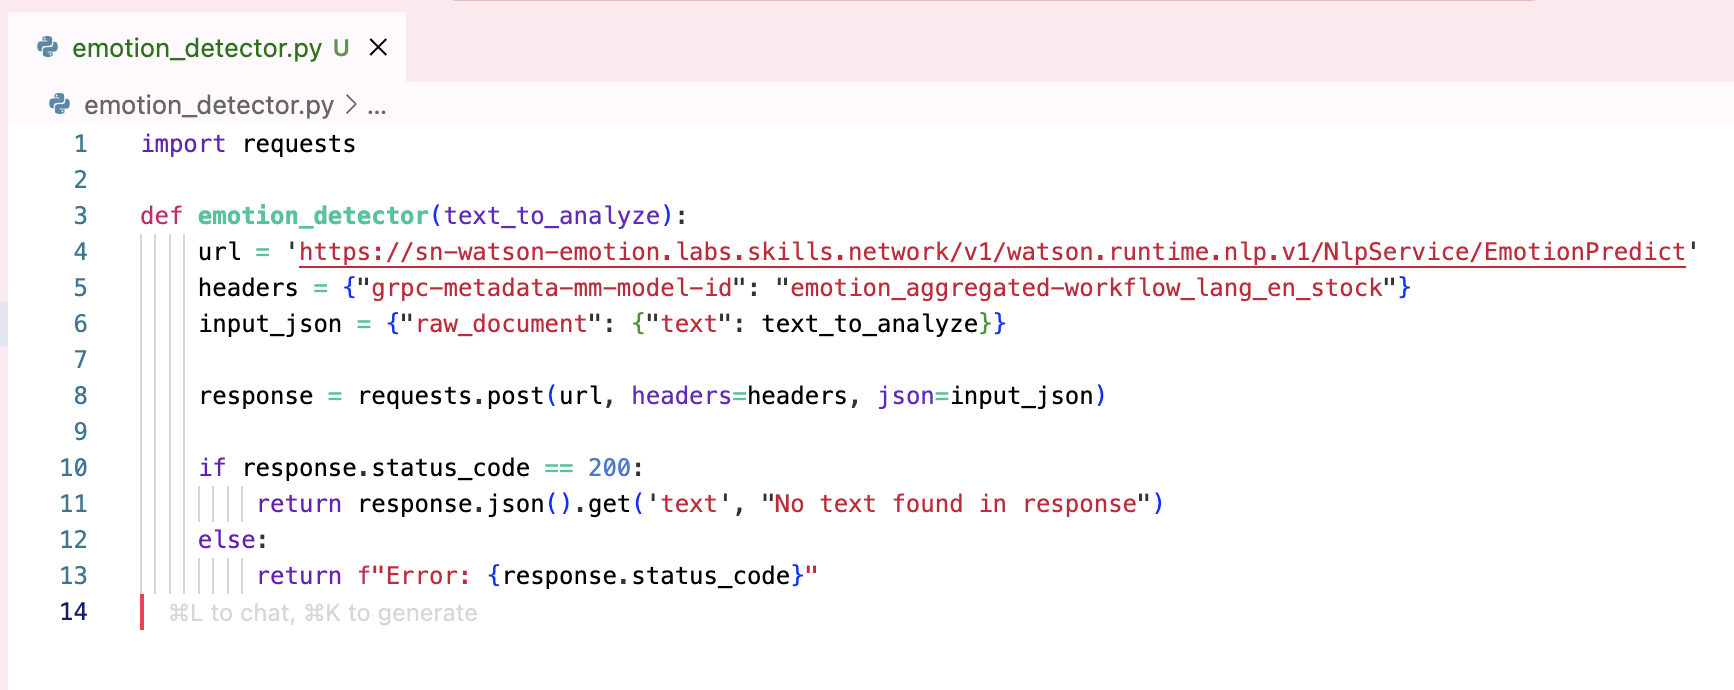 emotion_detector.py U ×
emotion_detector.py > ...
1 import requests
2
3 def emotion_detector(text_to_analyze):
4     url = 'https://sn-watson-emotion.labs.skills.network/v1/watson.runtime.nlp.v1/NlpService/EmotionPredict'
5     headers = {"grpc-metadata-mm-model-id": "emotion_aggregated-workflow_lang_en_stock"}
6     input_json = {"raw_document": {"text": text_to_analyze}}
7
8     response = requests.post(url, headers=headers, json=input_json)
9
10     if response.status_code == 200:
11         return response.json().get('text', "No text found in response")
12     else:
13         return f"Error: {response.status_code}"
14 ⌘L to chat, ⌘K to generate